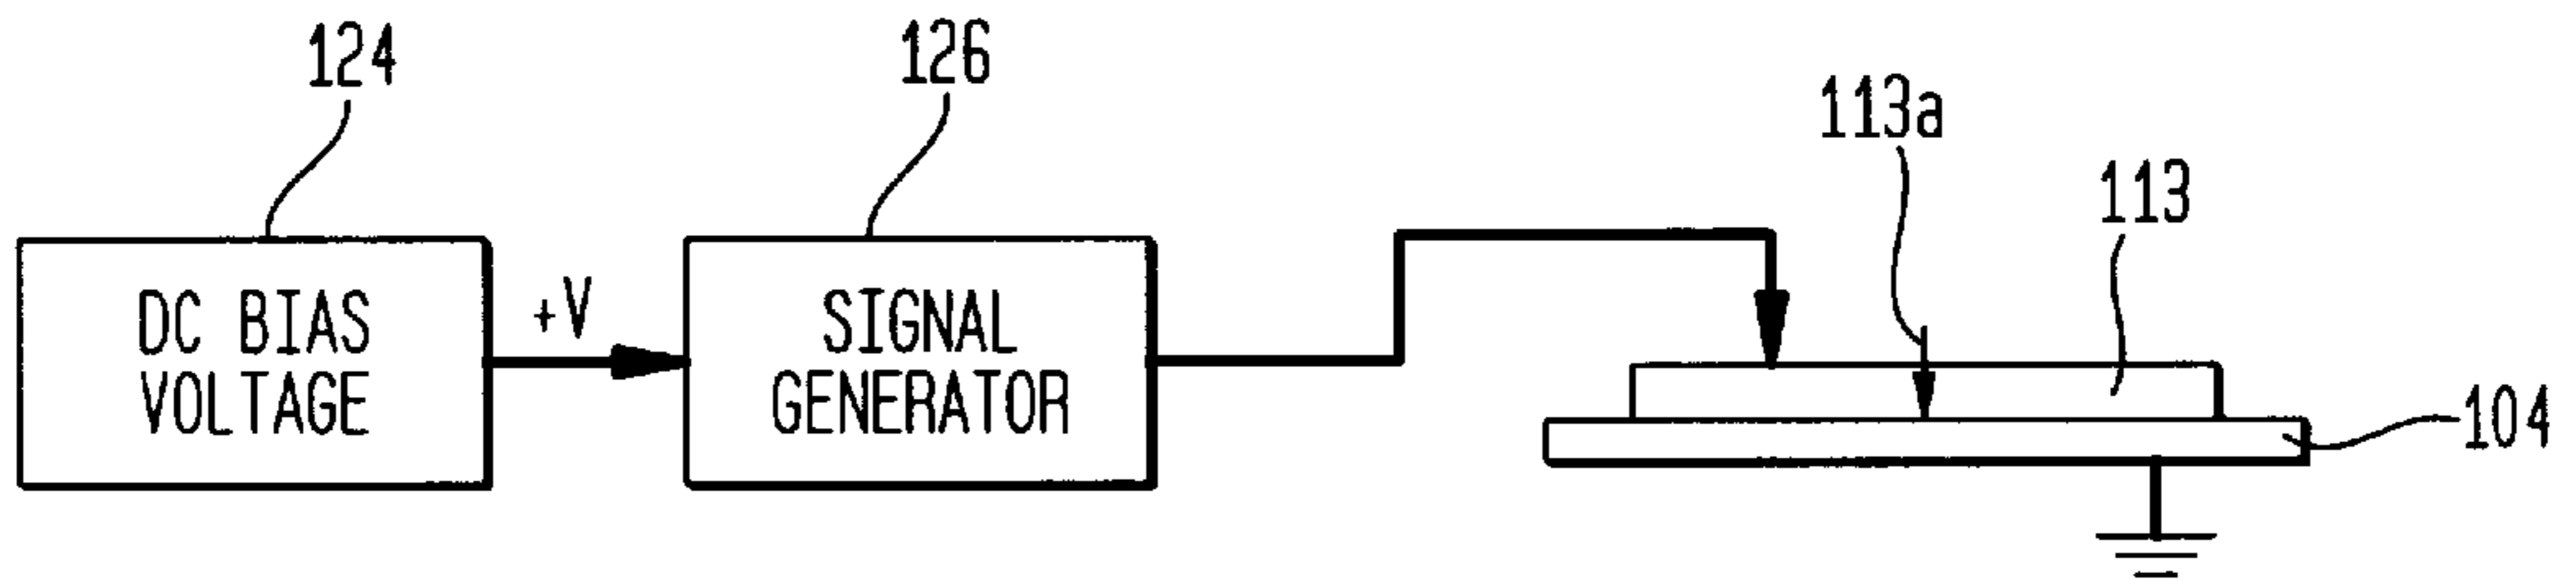 124
126
113a
113
DC BIAS
VOLTAGE
+V
SIGNAL
GENERATOR
104